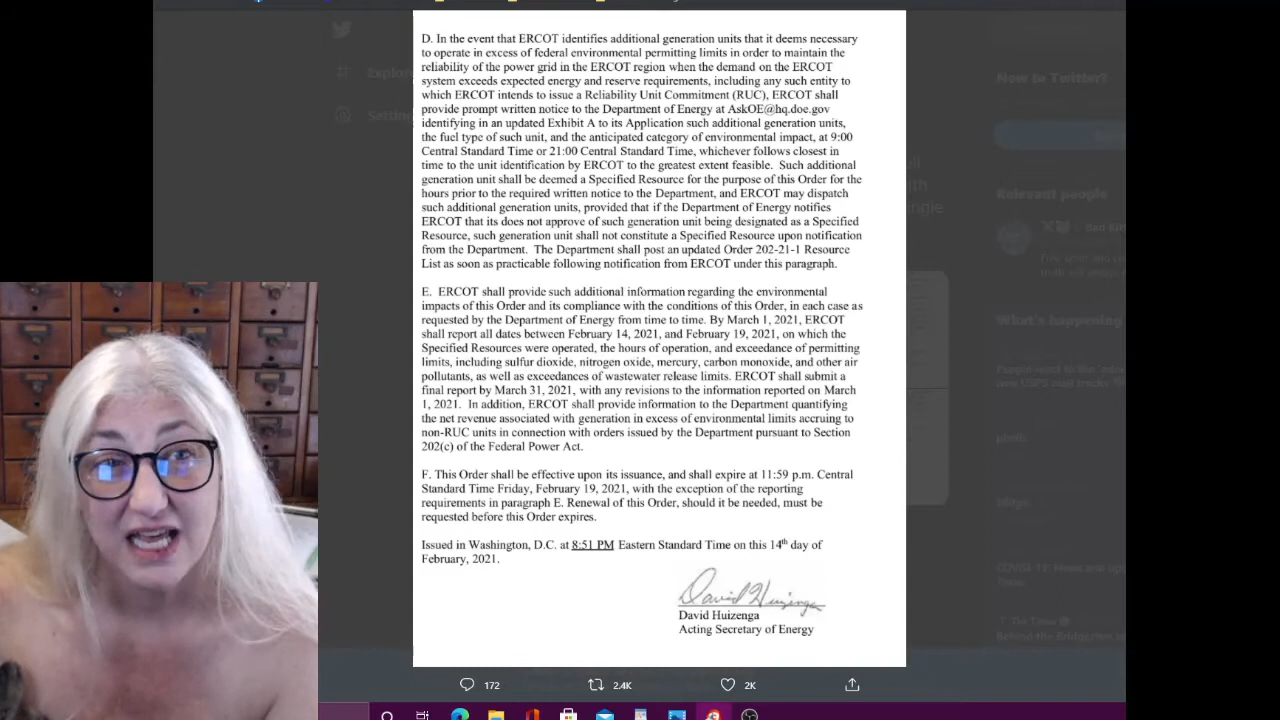 D. In the event that ERCOT identifies additional generation units that it deems necessary
to operate in excess of federal environmental permitting limits in order to maintain the
reliability of the power grid in the ERCOT region when the demand on the ERCOT
system exceeds expected energy and reserve requirements, including any such entity to
which ERCOT intends to issue a Reliability Unit Commitment (RUC), ERCOT shall
provide prompt written notice to the Department of Energy at AskOE@hq.doe.gov
identifying in an updated Exhibit A to its Application such additional generation units,
the fuel type of such unit, and the anticipated category of environmental impact, at 9:00
Central Standard Time or 21:00 Central Standard Time, whichever follows closest in
time to the unit identification by ERCOT to the greatest extent feasible. Such additional
generation unit shall be deemed a Specified Resource for the purpose of this Order for the
hours prior to the required written notice to the Department, and ERCOT may dispatch
such additional generation units, provided that if the Department of Energy notifies
ERCOT that its does not approve of such generation unit being designated as a Specified
Resource, such generation unit shall not constitute a Specified Resource upon notification
from the Department. The Department shall post an updated Order 202-21-1 Resource
List as soon as practicable following notification from ERCOT under this paragraph.
E. ERCOT shall provide such additional information regarding the environmental
impacts of this Order and its compliance with the conditions of this Order, in each case as
requested by the Department of Energy from time to time. By March 1, 2021, ERCOT
shall report all dates between February 14, 2021, and February 19, 2021, on which the
Specified Resources were operated, the hours of operation, and exceedance of permitting
limits, including sulfur dioxide, nitrogen oxide, mercury, carbon monoxide, and other air
pollutants, as well as exceedances of wastewater release limits. ERCOT shall submit a
final report by March 31, 2021, with any revisions to the information reported on March
1, 2021. In addition, ERCOT shall provide information to the Department quantifying
the net revenue associated with generation in excess of environmental limits accruing to
non-RUC units in connection with orders issued by the Department pursuant to Section
202(c) of the Federal Power Act.
F. This Order shall be effective upon its issuance, and shall expire at 11:59 p.m. Central
Standard Time Friday, February 19, 2021, with the exception of the reporting
requirements in paragraph E. Renewal of this Order, should it be needed, must be
requested before this Order expires.
Issued in Washington, D.C. at 8:51 PM Eastern Standard Time on this 14th day of
February, 2021.
David Huizenga
David Huizenga
Acting Secretary of Energy
172 2.4K 2K
Explore
New to Twitter?
Relevant people
What's happening